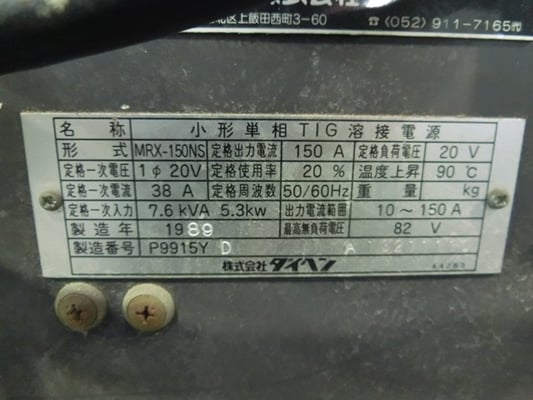 区上飯田西町3-60 ☎(052)911-7165
名称 小形単相TIG溶接電源
形式 MRX-150NS 定格出力電流 150 A 定格負荷電圧 20 V
定格一次電圧 1φ 20V 定格使用率 20 % 温度上昇 90 ℃
定格一次電流 38 A 定格周波数 50/60Hz 重量 kg
定格一次入力 7.6 kVA 5.3kw 出力電流範囲 10～150 A
製造年 1989 最高無負荷電圧 82 V
製造番号 P9915Y D A
株式会社 ダイヘン